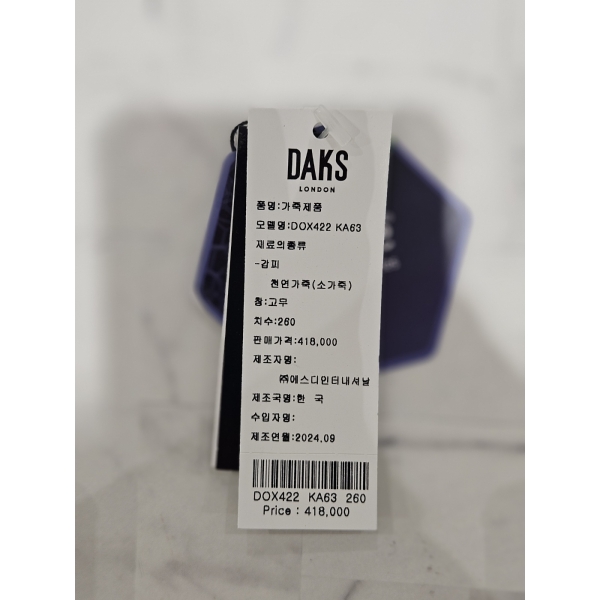 DAKS
LONDON
품명:가죽제품
모델명:DOX422 KA63
재료의종류
-갑피
천연가죽(소가죽)
창:고무
치수:260
판매가격:418,000
제조자명:
㈜에스디인터내셔날
제조국명:한 국
수입자명:
제조연월:2024.09
DOX422 KA63 260
Price : 418,000